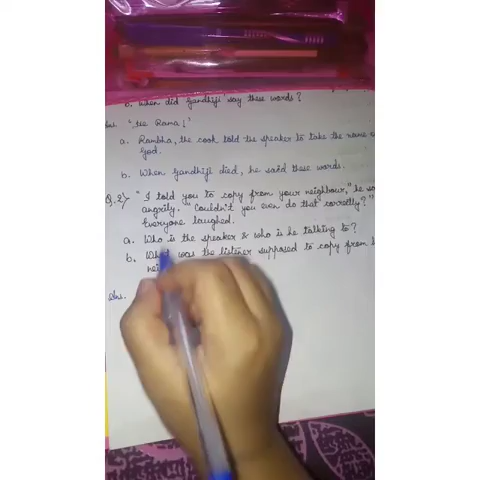 b. When did Gandhiji say these words?
Ans. "He Rama!"
a. Rambha, the cook told the speaker to take the name
God.
b. When Gandhiji died, he said these words.
Q.2) "I told you to copy from your neighbour," he
angrily. "Couldn't you even do that correctly?"
Everyone laughed.
a. Who is the speaker & who is he talking to?
b. What was the listener supposed to copy from
Ans.